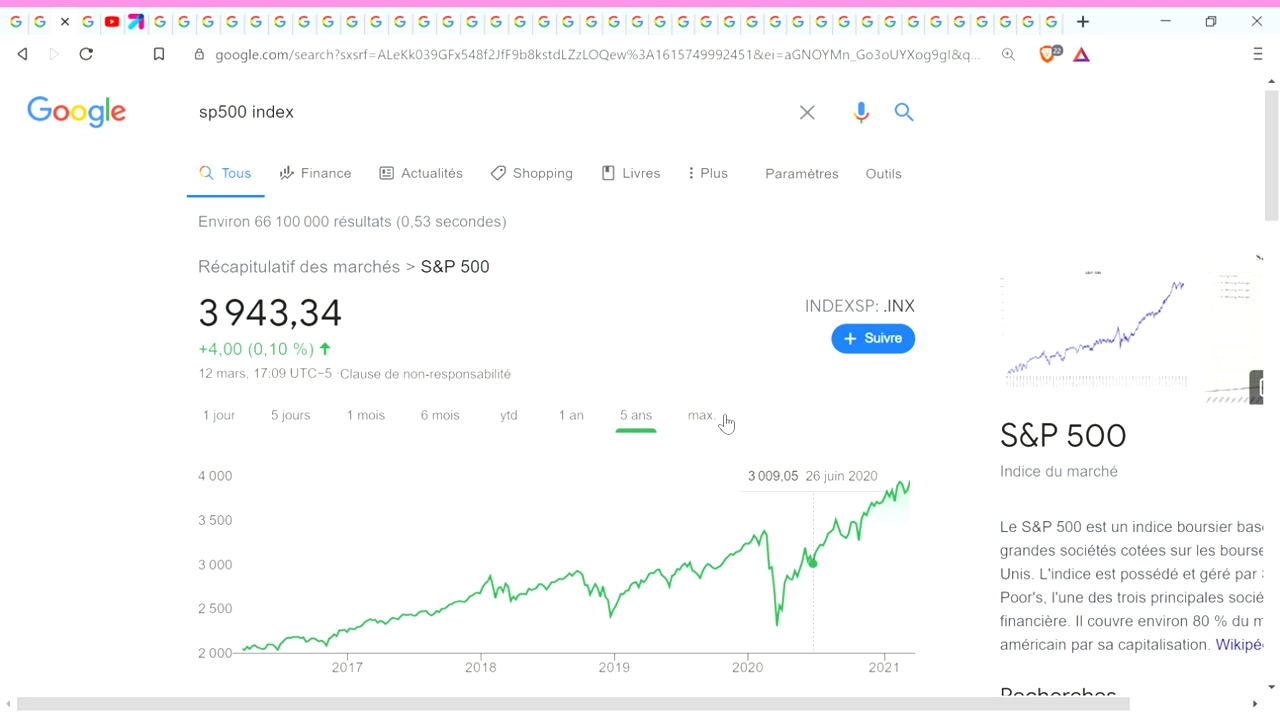 google.com/search?sxsrf=ALeKk039GFx548f2JfF9b8kstdLZzLOQew%3A1615749992451&ei=aGNOYMn_Go3oUYXog9gI&q...
22
Google
sp500 index
Tous Finance Actualités Shopping Livres Plus Paramètres Outils
Environ 66 100 000 résultats (0,53 secondes)
Récapitulatif des marchés > S&P 500
3 943,34
INDEXSP: .INX
+4,00 (0,10 %)
+ Suivre
12 mars, 17:09 UTC−5 ·Clause de non-responsabilité
1 jour 5 jours 1 mois 6 mois ytd 1 an 5 ans max.
4 000
3 500
3 000
2 500
2 000
3 009,05 26 juin 2020
2017 2018 2019 2020 2021
S&P 500
Indice du marché
Le S&P 500 est un indice boursier bas
grandes sociétés cotées sur les bourse
Unis. L'indice est possédé et géré par
Poor's, l'une des trois principales socié
financière. Il couvre environ 80 % du m
américain par sa capitalisation. Wikipé
Recherches